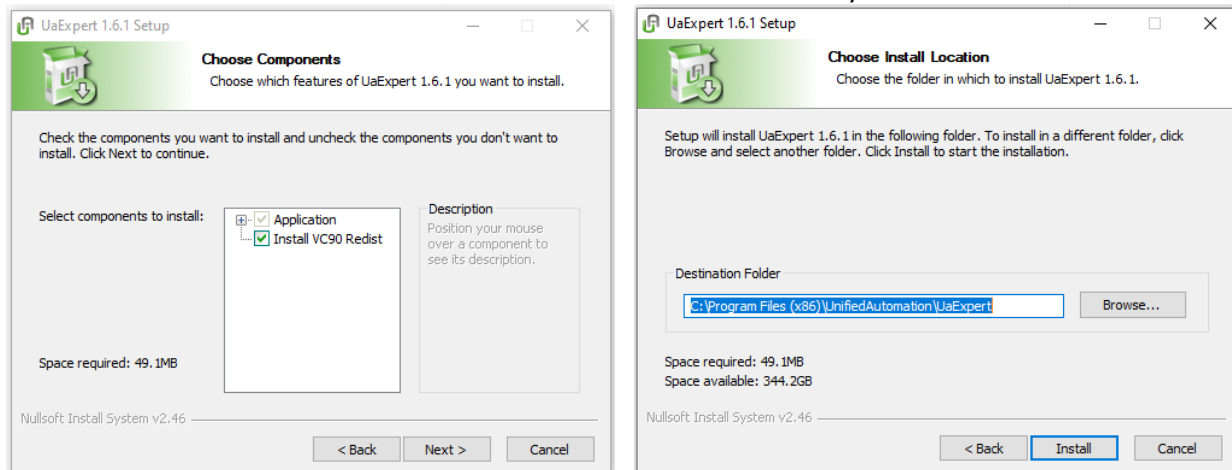 UaExpert 1.6.1 Setup
Choose Components
Choose which features of UaExpert 1.6.1 you want to install.
Check the components you want to install and uncheck the components you don't want to
install. Click Next to continue.
Select components to install:
Application
Install VC90 Redist
Description
Position your mouse
over a component to
see its description.
Space required: 49.1MB
Nullsoft Install System v2.46
< Back
Next >
Cancel
UaExpert 1.6.1 Setup
Choose Install Location
Choose the folder in which to install UaExpert 1.6.1.
Setup will install UaExpert 1.6.1 in the following folder. To install in a different folder, click
Browse and select another folder. Click Install to start the installation.
Destination Folder
C:\Program Files (x86)\UnifiedAutomation\UaExpert
Browse...
Space required: 49.1MB
Space available: 344.2GB
Nullsoft Install System v2.46
< Back
Install
Cancel